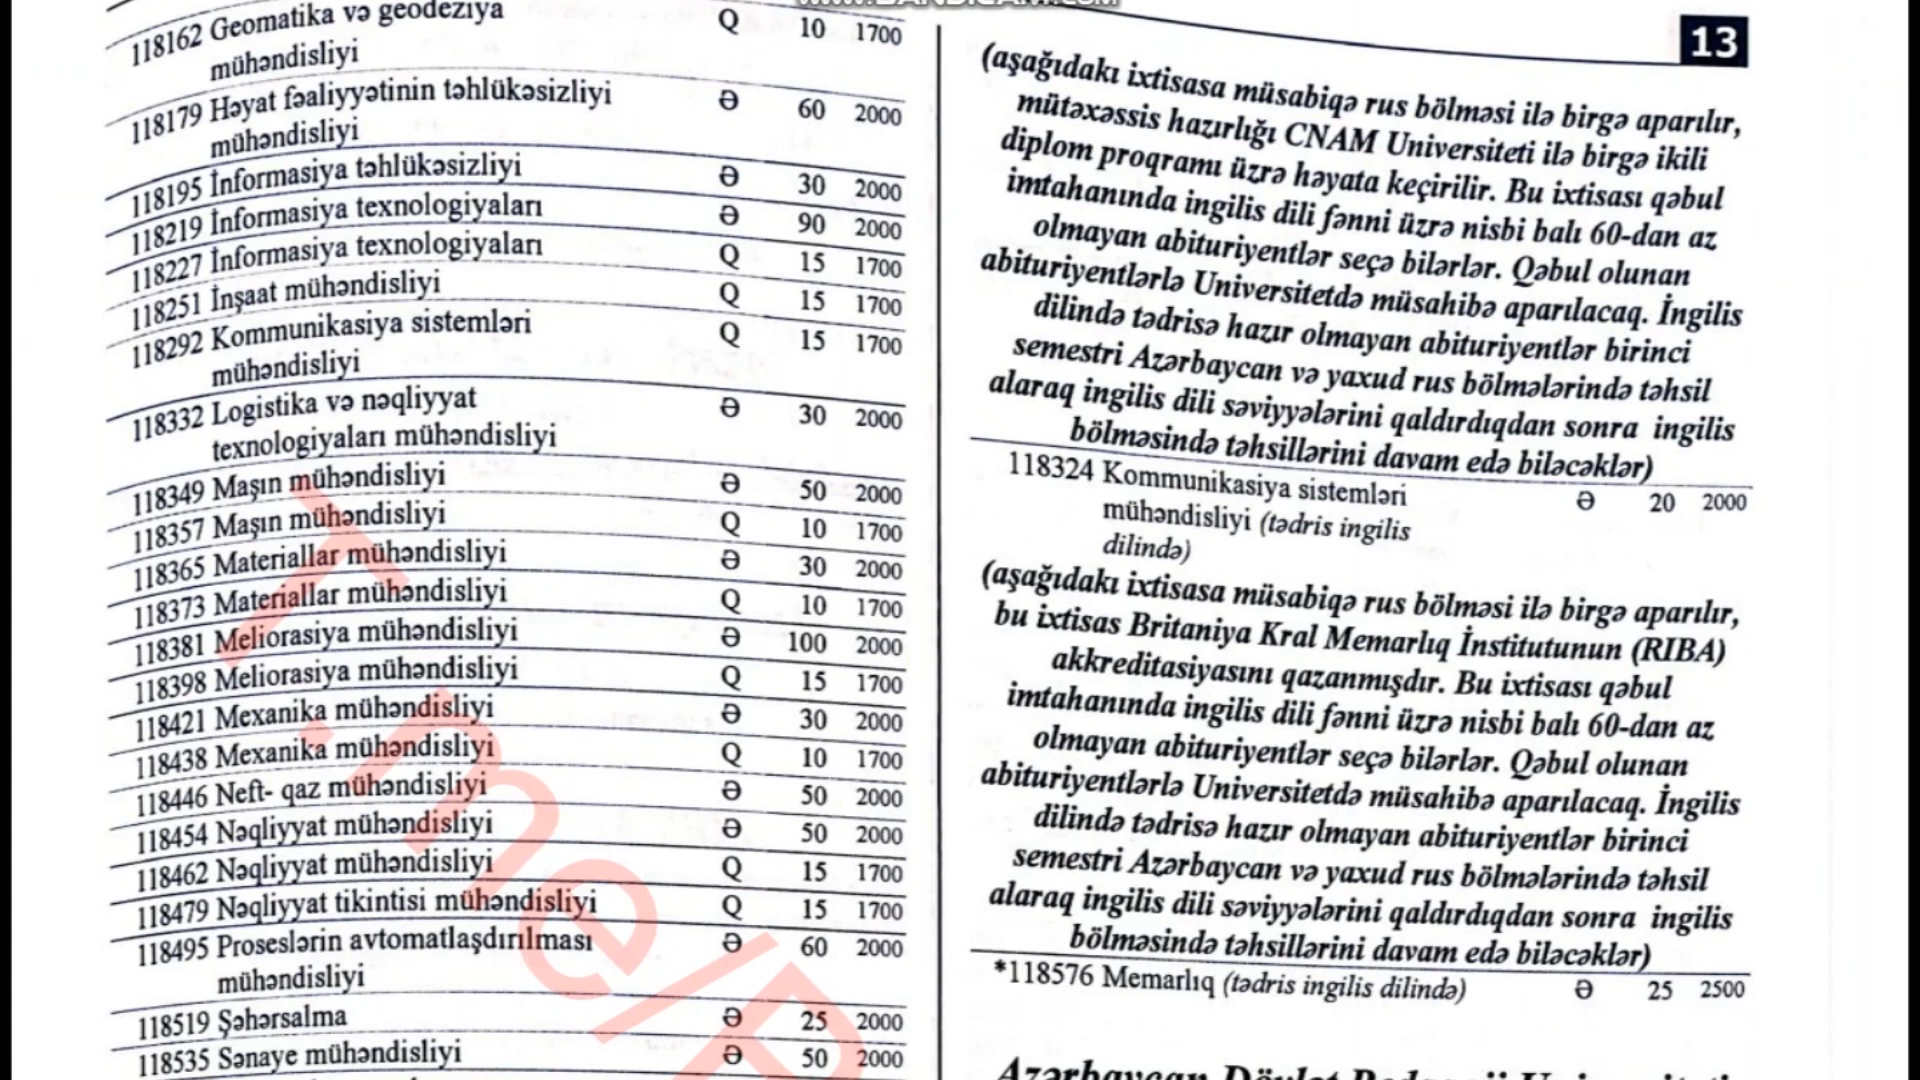 118162 Geomatika və geodeziya Q 10 1700
mühəndisliyi
118179 Həyat fəaliyyətinin təhlükəsizliyi Ə 60 2000
mühəndisliyi
118195 İnformasiya təhlükəsizliyi Ə 30 2000
118219 İnformasiya texnologiyaları Ə 90 2000
118227 İnformasiya texnologiyaları Q 15 1700
118251 İnşaat mühəndisliyi Q 15 1700
118292 Kommunikasiya sistemləri Q 15 1700
mühəndisliyi
118332 Logistika və nəqliyyat Ə 30 2000
texnologiyaları mühəndisliyi
118349 Maşın mühəndisliyi Ə 50 2000
118357 Maşın mühəndisliyi Q 10 1700
118365 Materiallar mühəndisliyi Ə 30 2000
118373 Materiallar mühəndisliyi Q 10 1700
118381 Meliorasiya mühəndisliyi Ə 100 2000
118398 Meliorasiya mühəndisliyi Q 15 1700
118421 Mexanika mühəndisliyi Ə 30 2000
118438 Mexanika mühəndisliyi Q 10 1700
118446 Neft- qaz mühəndisliyi Ə 50 2000
118454 Nəqliyyat mühəndisliyi Ə 50 2000
118462 Nəqliyyat mühəndisliyi Q 15 1700
118479 Nəqliyyat tikintisi mühəndisliyi Q 15 1700
118495 Proseslərin avtomatlaşdırılması Ə 60 2000
mühəndisliyi
118519 Şəhərsalma Ə 25 2000
118535 Sənaye mühəndisliyi Ə 50 2000
13
(aşağıdakı ixtisasa müsabiqə rus bölməsi ilə birgə aparılır,
mütəxəssis hazırlığı CNAM Universiteti ilə birgə ikili
diplom proqramı üzrə həyata keçirilir. Bu ixtisası qəbul
imtahanında ingilis dili fənni üzrə nisbi balı 60-dan az
olmayan abituriyentlər seçə bilərlər. Qəbul olunan
abituriyentlərlə Universitetdə müsahibə aparılacaq. İngilis
dilində tədrisə hazır olmayan abituriyentlər birinci
semestri Azərbaycan və yaxud rus bölmələrində təhsil
alaraq ingilis dili səviyyələrini qaldırdıqdan sonra ingilis
bölməsində təhsillərini davam edə biləcəklər)
118324 Kommunikasiya sistemləri Ə 20 2000
mühəndisliyi (tədris ingilis
dilində)
(aşağıdakı ixtisasa müsabiqə rus bölməsi ilə birgə aparılır,
bu ixtisas Britaniya Kral Memarlıq İnstitutunun (RIBA)
akkreditasiyasını qazanmışdır. Bu ixtisası qəbul
imtahanında ingilis dili fənni üzrə nisbi balı 60-dan az
olmayan abituriyentlər seçə bilərlər. Qəbul olunan
abituriyentlərlə Universitetdə müsahibə aparılacaq. İngilis
dilində tədrisə hazır olmayan abituriyentlər birinci
semestri Azərbaycan və yaxud rus bölmələrində təhsil
alaraq ingilis dili səviyyələrini qaldırdıqdan sonra ingilis
bölməsində təhsillərini davam edə biləcəklər)
*118576 Memarlıq (tədris ingilis dilində) Ə 25 2500
T.me/P